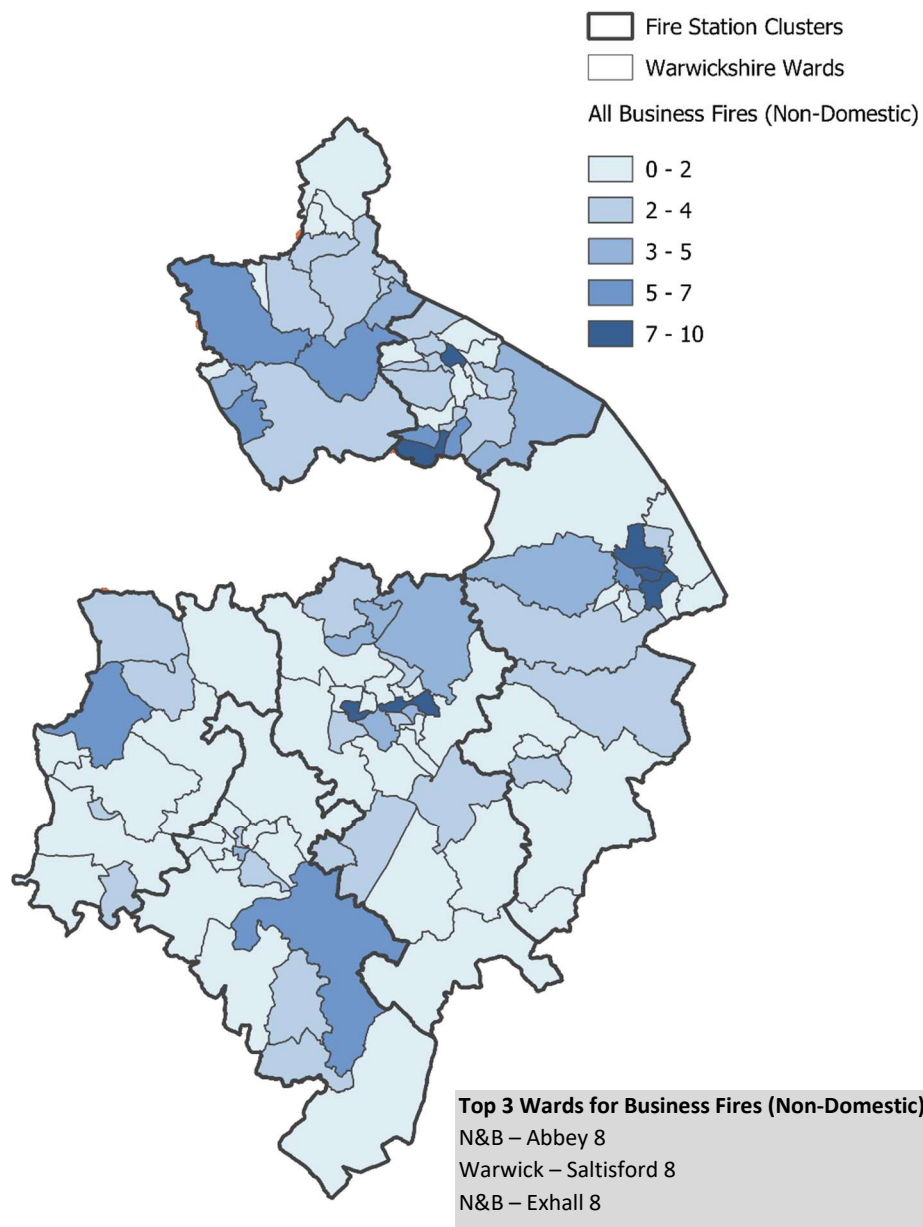 Fire Station Clusters
Warwickshire Wards
All Business Fires (Non-Domestic)
0 - 2
2 - 4
3 - 5
5 - 7
7 - 10
Top 3 Wards for Business Fires (Non-Domestic)
N&B – Abbey 8
Warwick – Saltisford 8
N&B – Exhall 8